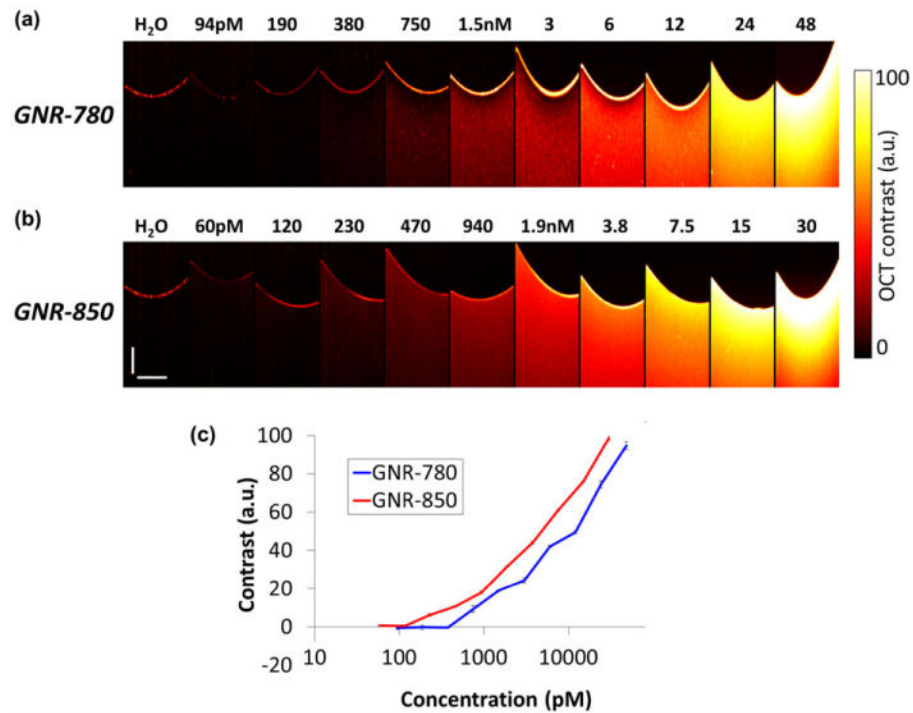 (a)
H₂O 94pM 190 380 750 1.5nM 3 6 12 24 48
GNR-780
100
OCT contrast (a.u.)
0
(b)
H₂O 60pM 120 230 470 940 1.9nM 3.8 7.5 15 30
GNR-850
(c)
Contrast (a.u.)
100
80
60
40
20
0
-20
GNR-780
GNR-850
10 100 1000 10000
Concentration (pM)